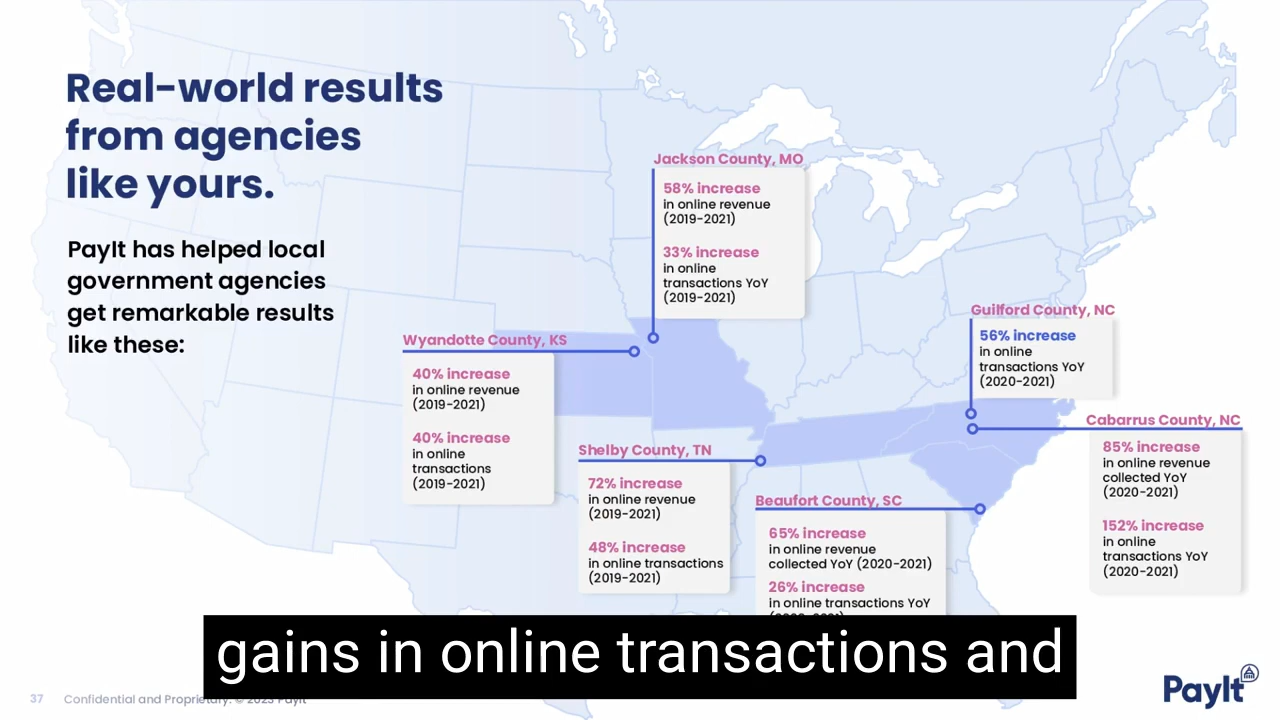 Real-world results
from agencies
like yours.
PayIt has helped local
government agencies
get remarkable results
like these:
Jackson County, MO
58% increase
in online revenue
(2019-2021)
33% increase
in online
transactions YoY
(2019-2021)
Guilford County, NC
56% increase
in online
transactions YoY
(2020-2021)
Wyandotte County, KS
40% increase
in online revenue
(2019-2021)
40% increase
in online
transactions
(2019-2021)
Cabarrus County, NC
85% increase
in online revenue
collected YoY
(2020-2021)
152% increase
in online
transactions YoY
(2020-2021)
Shelby County, TN
72% increase
in online revenue
(2019-2021)
48% increase
in online transactions
(2019-2021)
Beaufort County, SC
65% increase
in online revenue
collected YoY (2020-2021)
26% increase
in online transactions YoY
gains in online transactions and
37 Confidential and Proprietary. © 2023 PayIt
PayIt